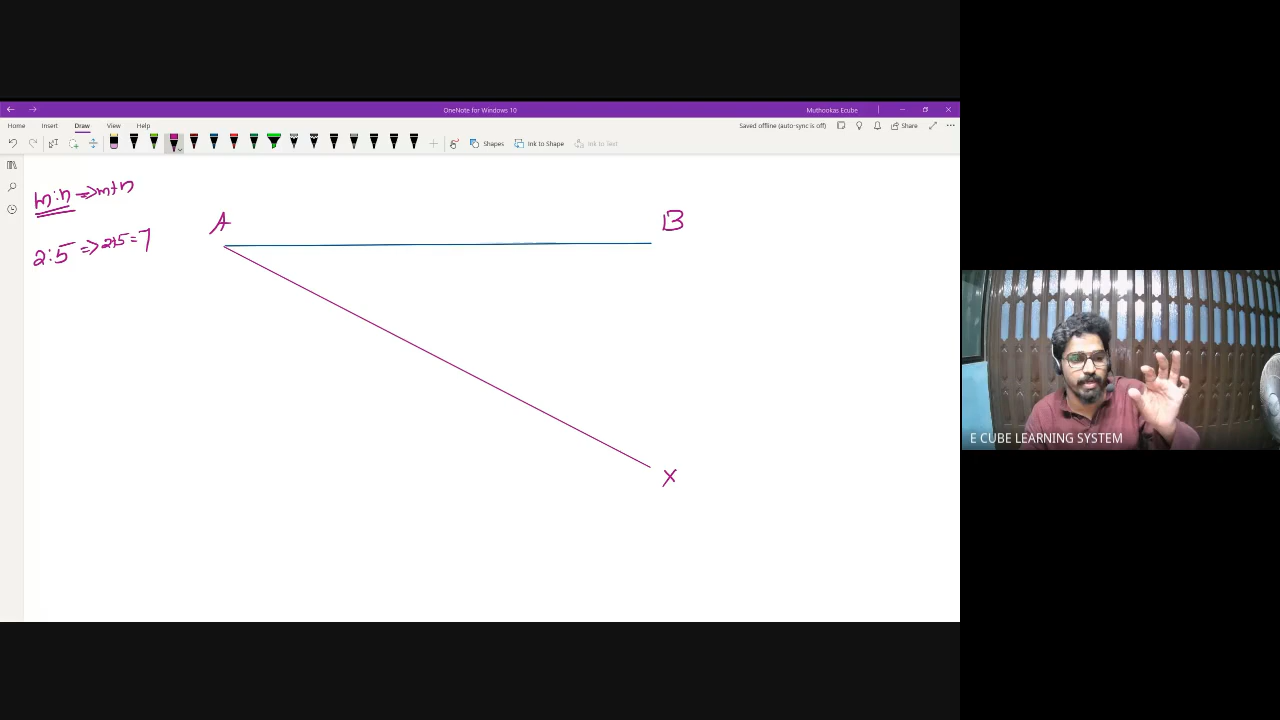 OneNote for Windows 10
Muthookas Ecube
Home Insert Draw View Help
Saved offline (auto-sync is off)
Share
Shapes
Ink to Shape
Ink to Text
m:n => m+n
2:5 => 2+5=7
A
B
X
E CUBE LEARNING SYSTEM